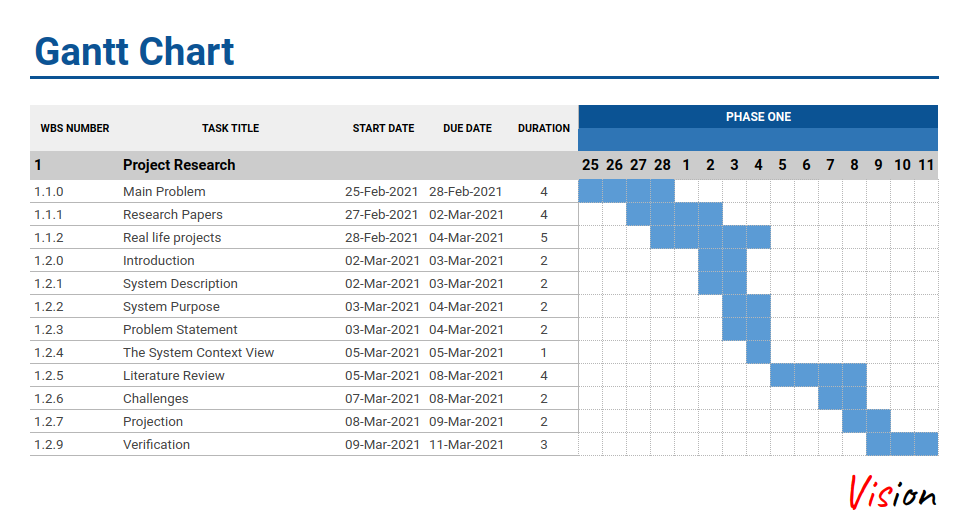 Gantt Chart
WBS NUMBER TASK TITLE START DATE DUE DATE DURATION PHASE ONE
1 Project Research 25 26 27 28 1 2 3 4 5 6 7 8 9 10 11
1.1.0 Main Problem 25-Feb-2021 28-Feb-2021 4
1.1.1 Research Papers 27-Feb-2021 02-Mar-2021 4
1.1.2 Real life projects 28-Feb-2021 04-Mar-2021 5
1.2.0 Introduction 02-Mar-2021 03-Mar-2021 2
1.2.1 System Description 02-Mar-2021 03-Mar-2021 2
1.2.2 System Purpose 03-Mar-2021 04-Mar-2021 2
1.2.3 Problem Statement 03-Mar-2021 04-Mar-2021 2
1.2.4 The System Context View 05-Mar-2021 05-Mar-2021 1
1.2.5 Literature Review 05-Mar-2021 08-Mar-2021 4
1.2.6 Challenges 07-Mar-2021 08-Mar-2021 2
1.2.7 Projection 08-Mar-2021 09-Mar-2021 2
1.2.9 Verification 09-Mar-2021 11-Mar-2021 3
Vision